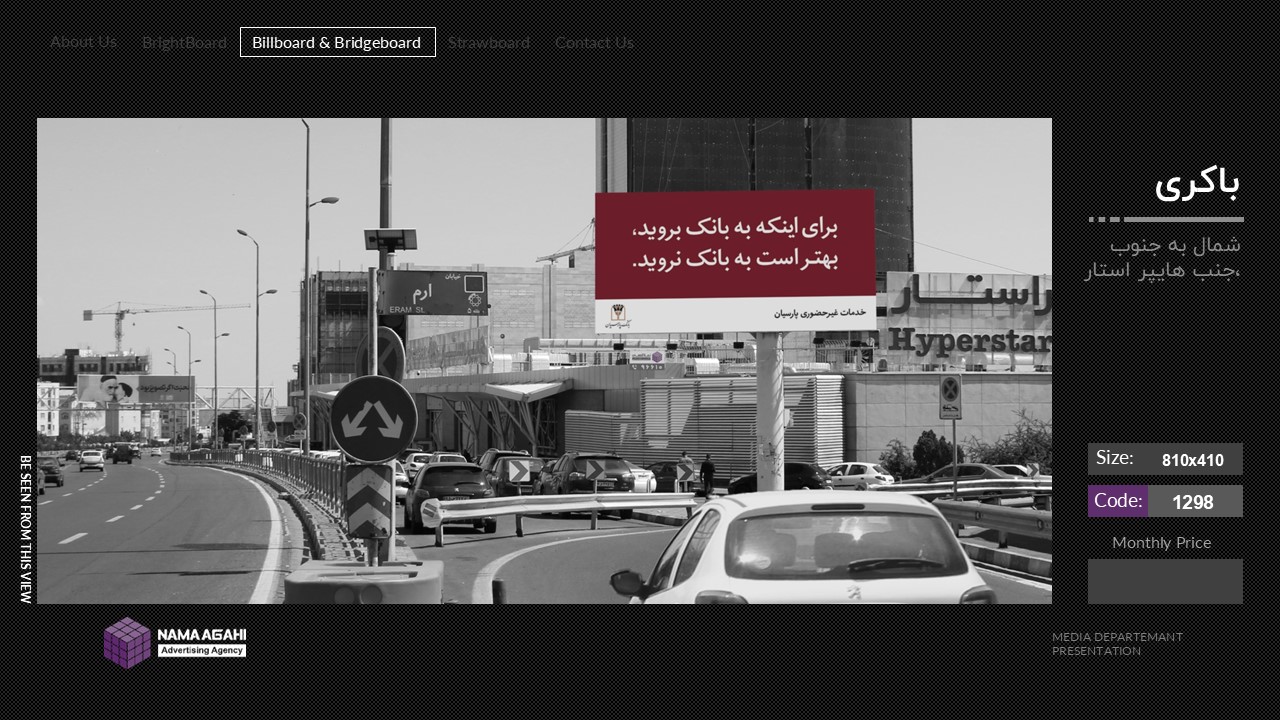 About Us
BrightBoard
Billboard & Bridgeboard
Strawboard
Contact Us
باکری
شمال به جنوب
،جنب هایپر استار
برای اینکه به بانک بروید،
بهتر است به بانک نروید.
خدمات غیرحضوری پارسیان
خیابان
ارم
ERAM St.
راستار
Hyperstar
BE SEEN FROM THIS VIEW
Size: 810x410
Code: 1298
Monthly Price
NAMA AGAHI
Advertising Agency
MEDIA DEPARTEMANT
PRESENTATION